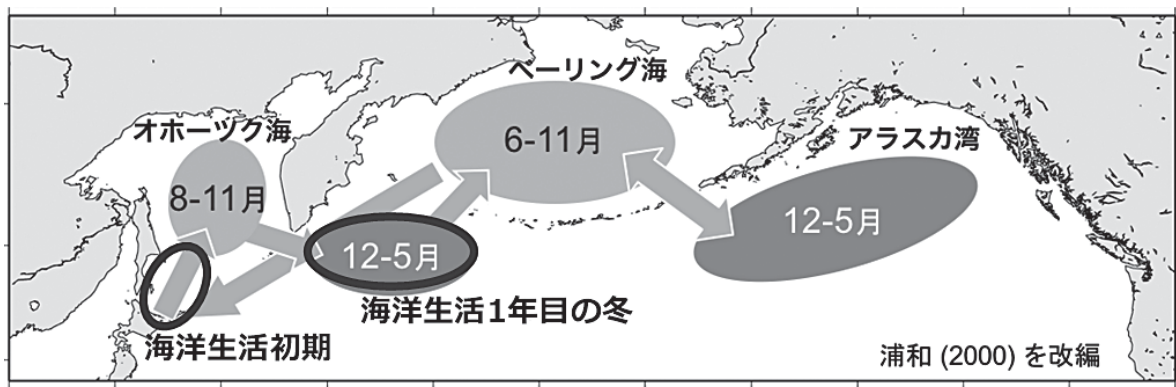 ベーリング海
6-11月
オホーツク海
アラスカ湾
8-11月
12-5月
12-5月
海洋生活1年目の冬
海洋生活初期
浦和 (2000) を改編